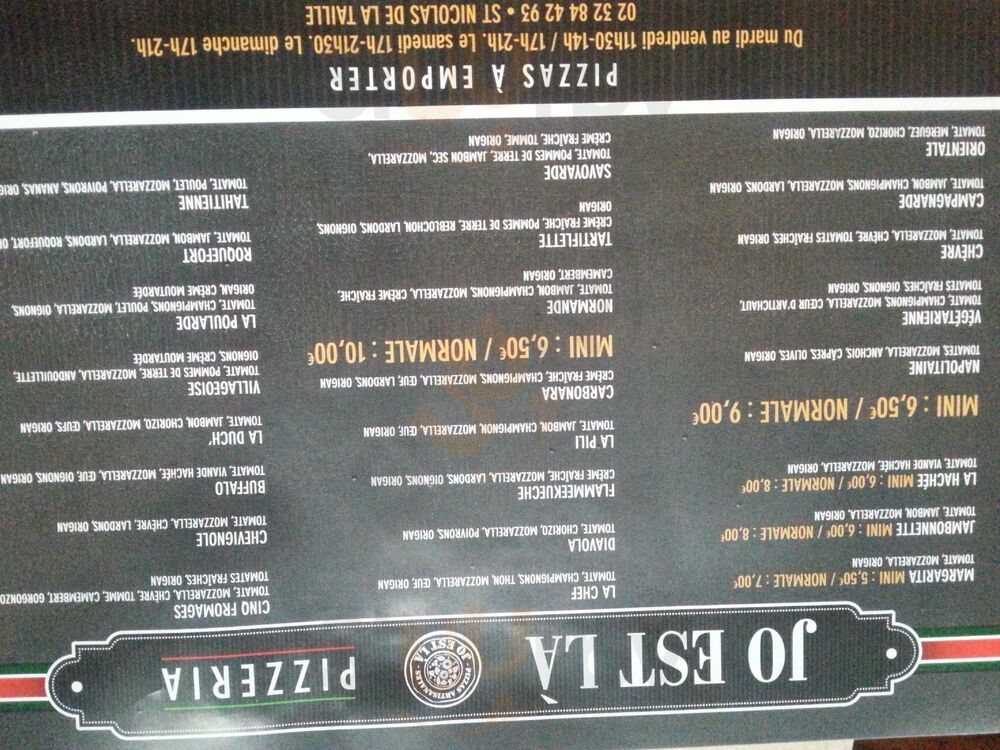 JO EST LÀ
PIZZAS ARTISANALES
JO EST LÀ
PIZZERIA
MARGARITA MINI : 5,50€ / NORMALE : 7,00€
TOMATE, MOZZARELLA, ORIGAN
JAMBONNETTE MINI : 6,00€ / NORMALE : 8,00€
TOMATE, JAMBON, MOZZARELLA, ORIGAN
LA HACHÉE MINI : 6,00€ / NORMALE : 8,00€
TOMATE, VIANDE HACHÉE, MOZZARELLA, ORIGAN
MINI : 6,50€ / NORMALE : 9,00€
NAPOLITAINE
TOMATES, MOZZARELLA, ANCHOIS, CÂPRES, OLIVES, ORIGAN
VÉGÉTARIENNE
TOMATE, CHAMPIGNONS, MOZZARELLA, CŒUR D'ARTICHAUT,
TOMATES FRAÎCHES, OIGNONS, ORIGAN
CHÈVRE
TOMATE, MOZZARELLA, CHÈVRE, TOMATES FRAÎCHES, ORIGAN
CAMPAGNARDE
TOMATE, JAMBON, CHAMPIGNONS, MOZZARELLA, LARDONS, ORIGAN
ORIENTALE
TOMATE, MERGUEZ, CHORIZO, MOZZARELLA, ORIGAN
LA CHEF
TOMATE, CHAMPIGNONS, MOZZARELLA, THON, ŒUF, ORIGAN
DIAVOLA
TOMATE, CHORIZO, MOZZARELLA, POIVRONS, ORIGAN
FLAMMEEKUECHE
CRÈME FRAÎCHE, MOZZARELLA, LARDONS, OIGNONS, ORIGAN
LA PILI
TOMATE, JAMBON, CHAMPIGNON, MOZZARELLA, ŒUF, ORIGAN
CARBONARA
CRÈME FRAÎCHE, CHAMPIGNONS, MOZZARELLA, ŒUF, LARDONS, ORIGAN
MINI : 6,50€ / NORMALE : 10,00€
NORMANDE
TOMATE, JAMBON, CHAMPIGNONS, MOZZARELLA, CRÈME FRAICHE,
CAMEMBERT, ORIGAN
TARTIFLETTE
CRÈME FRAÎCHE, POMMES DE TERRE, REBLOCHON, LARDONS, OIGNONS,
ORIGAN
SAVOYARDE
TOMATE, POMMES DE TERRE, JAMBON SEC, MOZZARELLA,
CRÈME FRAÎCHE, TOMME, ORIGAN
CINQ FROMAGES
TOMATE, MOZZARELLA, CHÈVRE, TOMME, CAMEMBERT, GORGONZO
TOMATES FRAÎCHES, ORIGAN
CHEVIGNOLE
TOMATE, MOZZARELLA, CHÈVRE, LARDONS, ORIGAN
BUFFALO
TOMATE, VIANDE HACHÉE, MOZZARELLA, ŒUF, OIGNONS, ORIGAN
LA DUCH'
TOMATE, JAMBON, CHORIZO, MOZZARELLA, ŒUFS, ORIGAN
VILLAGEOISE
TOMATE, POMMES DE TERRE, MOZZARELLA, ANDOUILLETTE,
OIGNONS, CRÈME MOUTARDÉE
LA POULARDE
TOMATE, CHAMPIGNONS, MOZZARELLA, POULET, OIGNONS,
ORIGAN, CRÈME MOUTARDÉE
ROQUEFORT
TOMATE, JAMBON, MOZZARELLA, LARDONS, ROQUEFORT,
TAHITIENNE
TOMATE, POULET, MOZZARELLA, POIVRONS, ANANAS, ORIG
PIZZAS À EMPORTER
Du mardi au vendredi 11h30-14h / 17h-21h. Le samedi 17h-21h30. Le dimanche 17h-21h.
02 32 84 42 93 • ST NICOLAS DE LA TAILLE